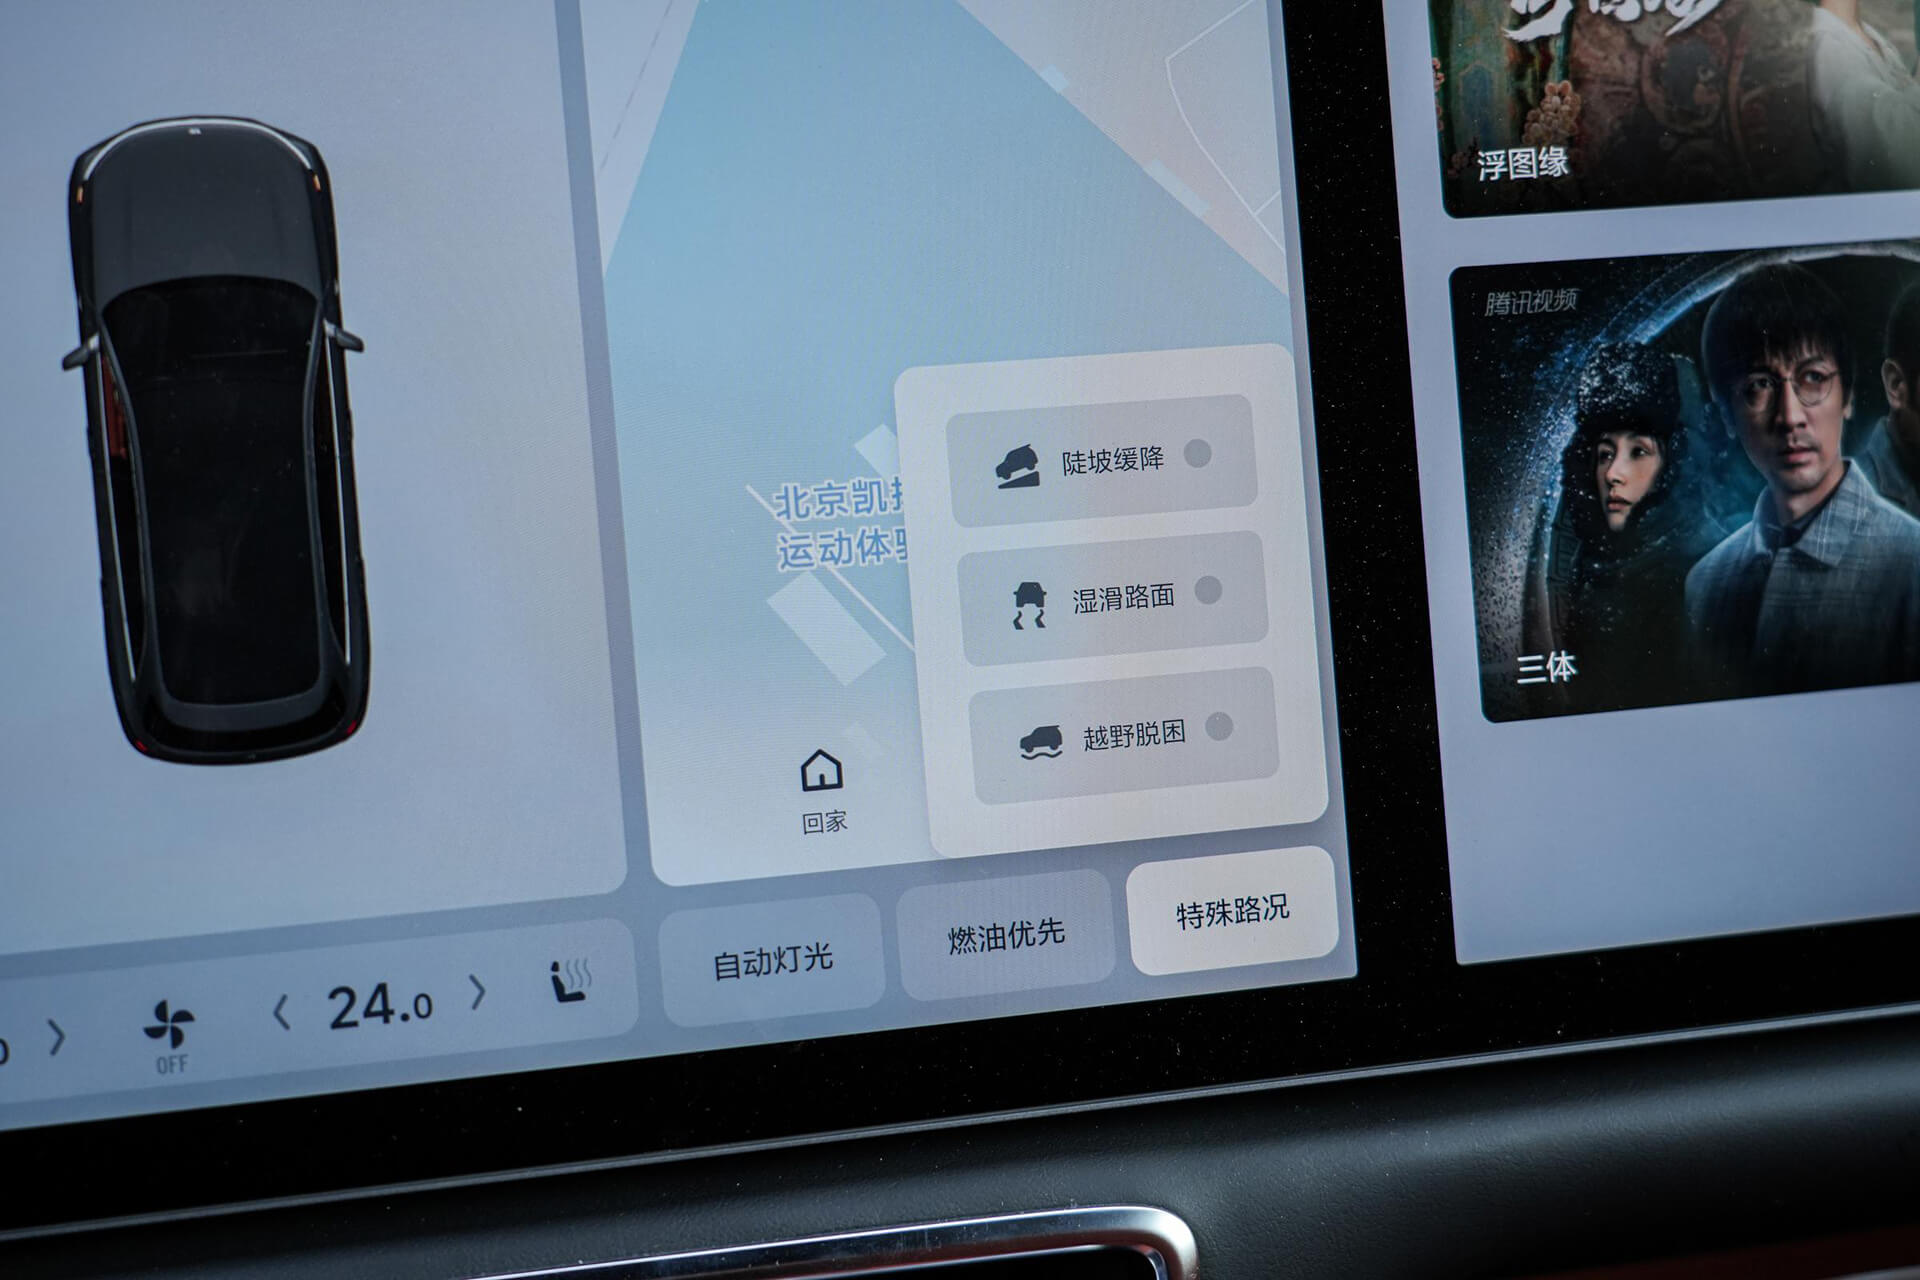 浮图缘
腾讯视频
三体
陡坡缓降
湿滑路面
越野脱困
北京凯
运动体
回家
自动灯光
燃油优先
特殊路况
24.0
OFF